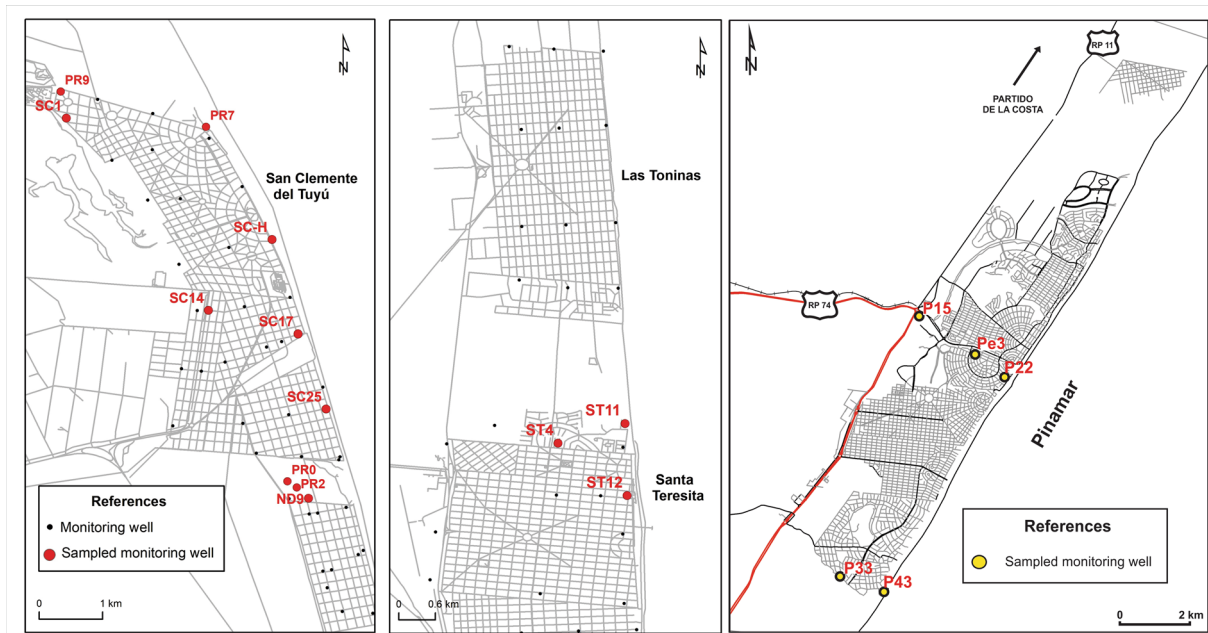 N
PR9
SC1
PR7
San Clemente
del Tuyú
SC-H
SC14
SC17
SC25
PR0
PR2
ND9
References
Monitoring well
Sampled monitoring well
0
1 km
N
Las Toninas
ST11
ST4
Santa
Teresita
ST12
0
0.6 km
N
RP 11
PARTIDO
DE LA COSTA
RP 74
P15
Pe3
P22
Pinamar
References
Sampled monitoring well
P33
P43
0
2 km